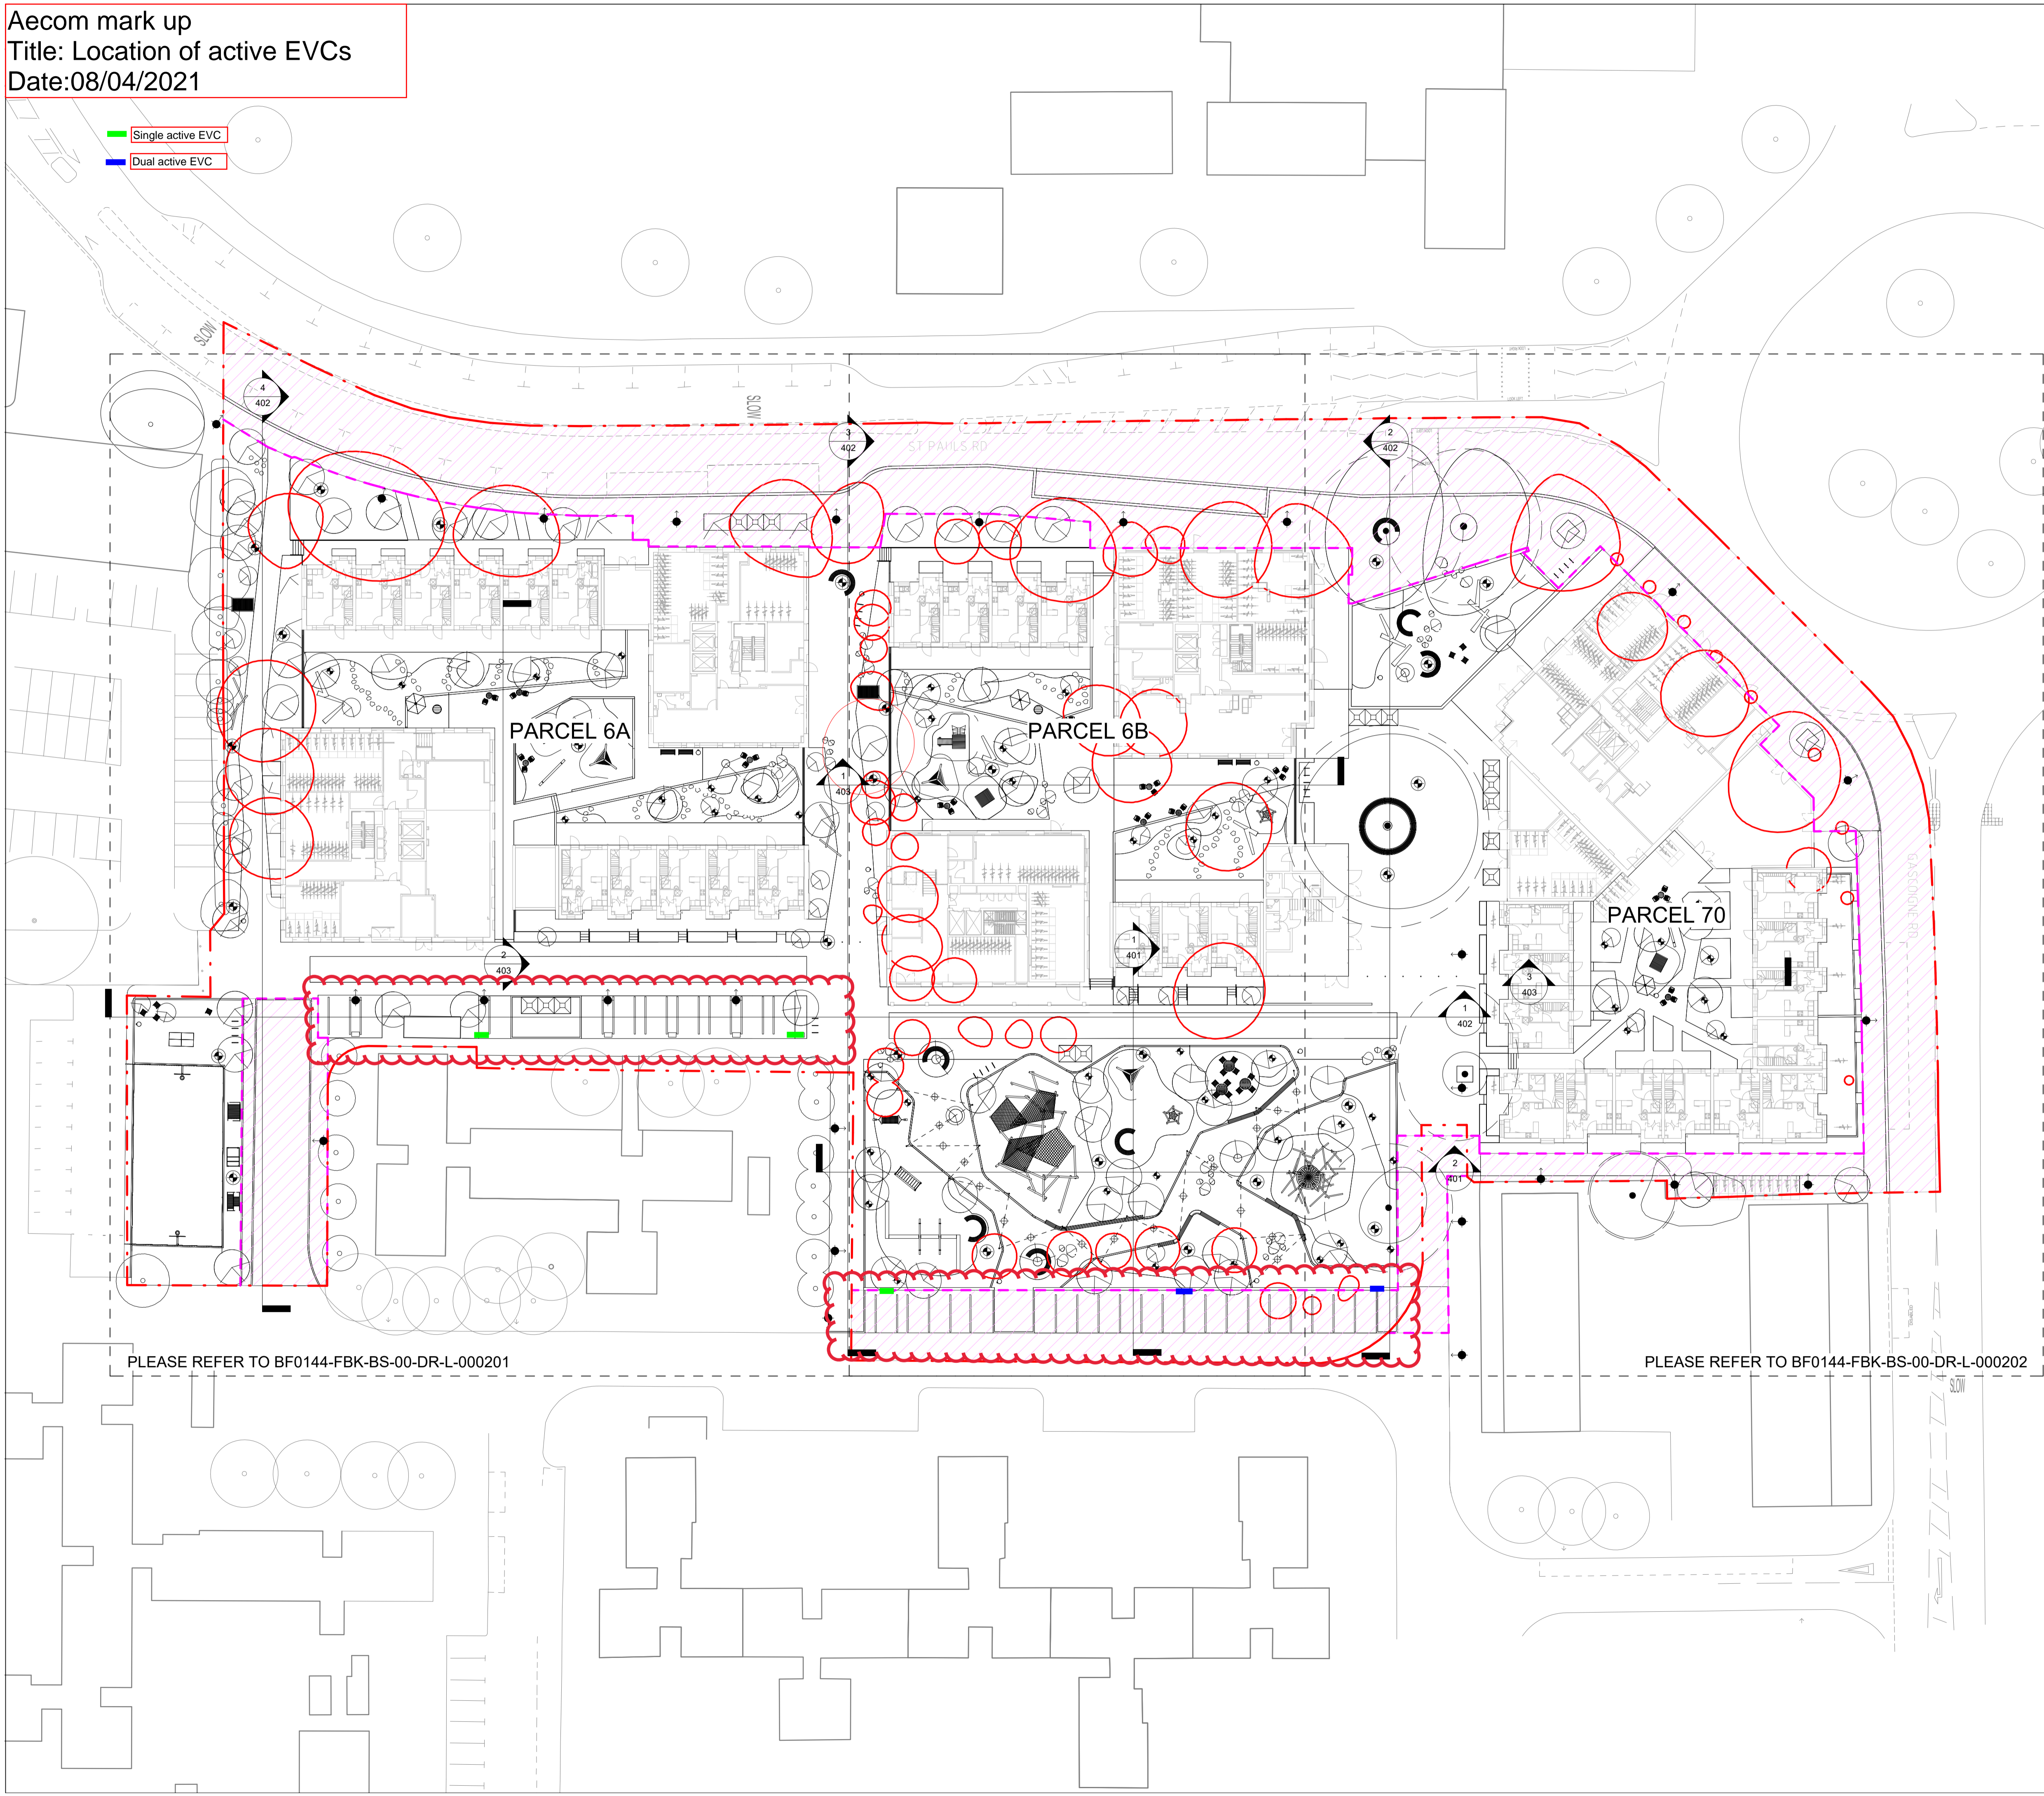 Aecom mark up
Title: Location of active EVCs
Date:08/04/2021
Single active EVC
Dual active EVC
SLOW
4
402
SLOW
3
402
ST PAULS RD
2
402
PARCEL 6A
PARCEL 6B
1
403
PARCEL 70
2
403
1
401
3
403
1
402
2
401
PLEASE REFER TO BF0144-FBK-BS-00-DR-L-000201
PLEASE REFER TO BF0144-FBK-BS-00-DR-L-000202
SLOW